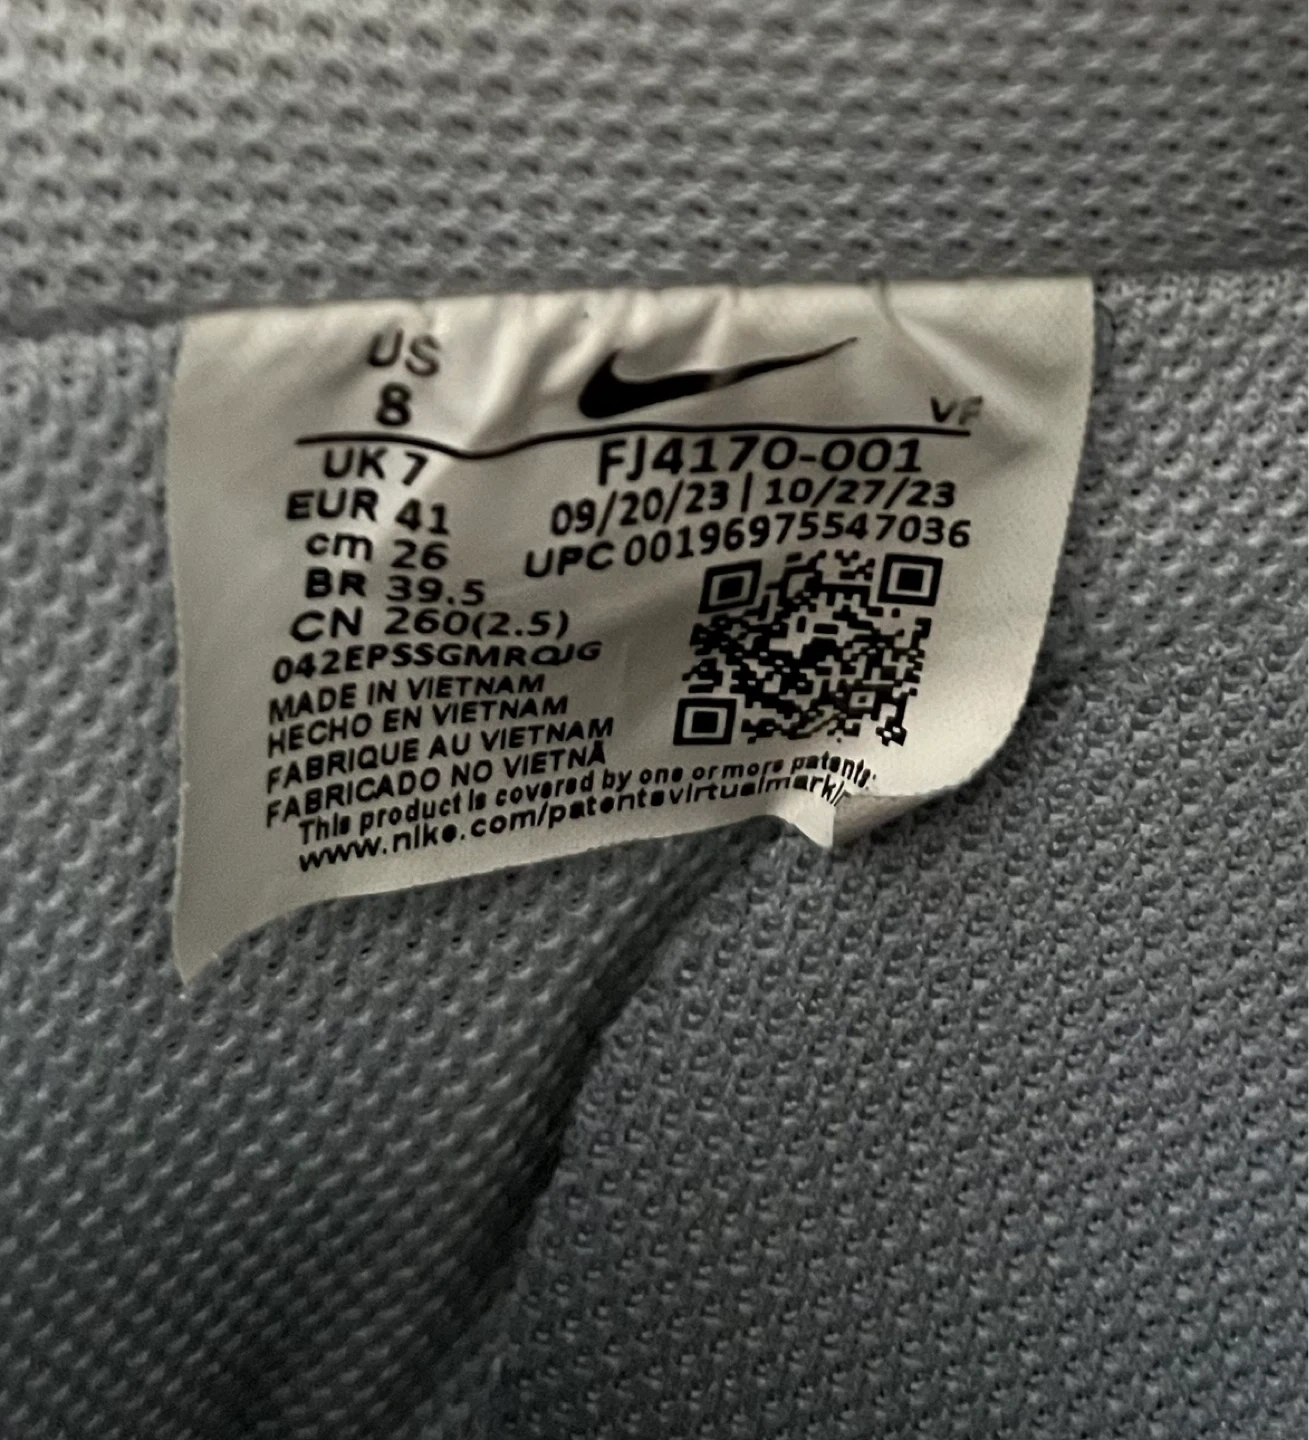 US
8
VF
UK 7
EUR 41
cm 26
BR 39.5
CN 260(2.5)
FJ4170-001
09/20/23 | 10/27/23
UPC 00196975547036
042EPSSGMRQJG
MADE IN VIETNAM
HECHO EN VIETNAM
FABRIQUE AU VIETNAM
FABRICADO NO VIETNÃ
This product is covered by one or more patents:
www.nike.com/patentsvirtualmarki